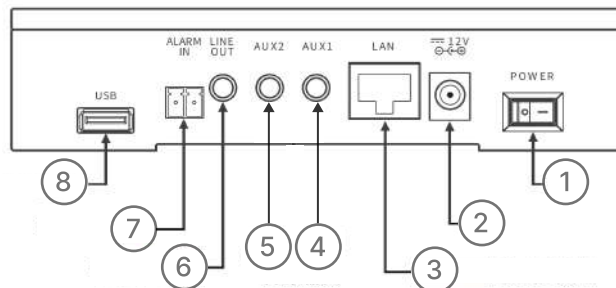 ALARM IN
LINE OUT
AUX2
AUX1
LAN
12V
POWER
USB
8
7
6
5
4
3
2
1